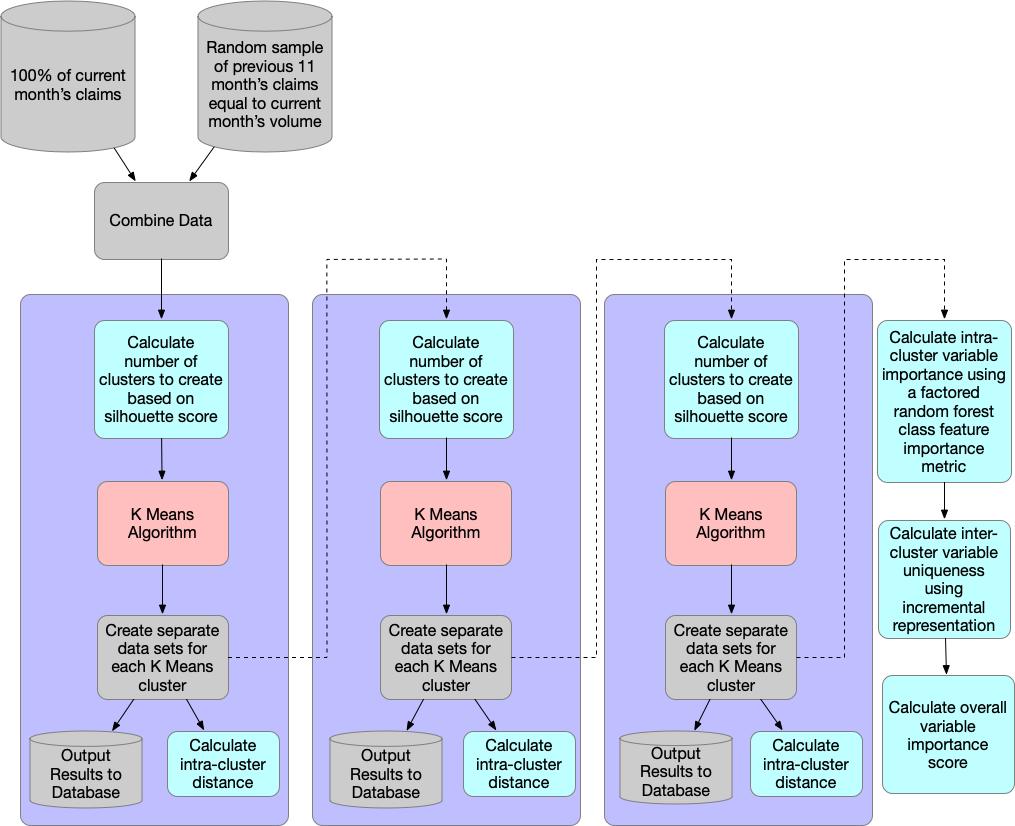 100% of current
month's claims
Random sample
of previous 11
month's claims
equal to current
month's volume
Combine Data
Calculate
number of
clusters to create
based on
silhouette score
K Means
Algorithm
Create separate
data sets for
each K Means
cluster
Output
Results to
Database
Calculate
intra-cluster
distance
Calculate
number of
clusters to create
based on
silhouette score
K Means
Algorithm
Create separate
data sets for
each K Means
cluster
Output
Results to
Database
Calculate
intra-cluster
distance
Calculate
number of
clusters to create
based on
silhouette score
K Means
Algorithm
Create separate
data sets for
each K Means
cluster
Output
Results to
Database
Calculate
intra-cluster
distance
Calculate intra-
cluster variable
importance using
a factored
random forest
class feature
importance
metric
Calculate inter-
cluster variable
uniqueness
using
incremental
representation
Calculate overall
variable
importance
score